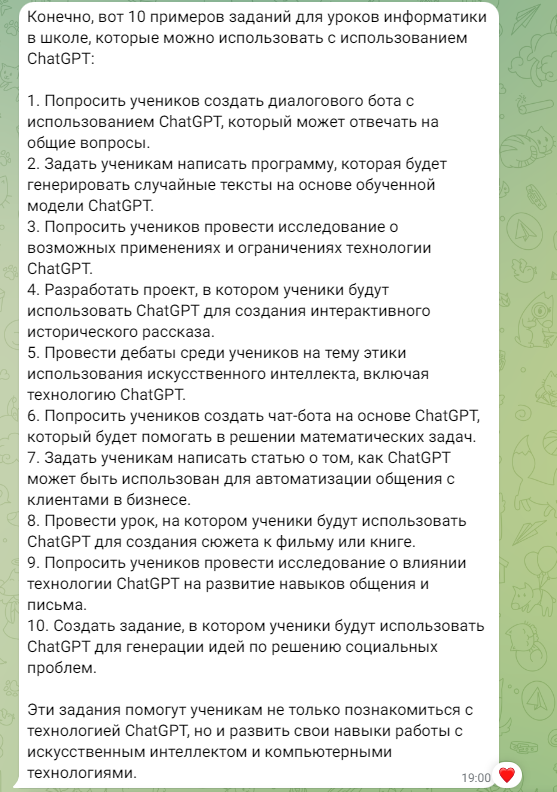 Конечно, вот 10 примеров заданий для уроков информатики
в школе, которые можно использовать с использованием
ChatGPT:
1. Попросить учеников создать диалогового бота с
использованием ChatGPT, который может отвечать на
общие вопросы.
2. Задать ученикам написать программу, которая будет
генерировать случайные тексты на основе обученной
модели ChatGPT.
3. Попросить учеников провести исследование о
возможных применениях и ограничениях технологии
ChatGPT.
4. Разработать проект, в котором ученики будут
использовать ChatGPT для создания интерактивного
исторического рассказа.
5. Провести дебаты среди учеников на тему этики
использования искусственного интеллекта, включая
технологию ChatGPT.
6. Попросить учеников создать чат-бота на основе ChatGPT,
который будет помогать в решении математических задач.
7. Задать ученикам написать статью о том, как ChatGPT
может быть использован для автоматизации общения с
клиентами в бизнесе.
8. Провести урок, на котором ученики будут использовать
ChatGPT для создания сюжета к фильму или книге.
9. Попросить учеников провести исследование о влиянии
технологии ChatGPT на развитие навыков общения и
письма.
10. Создать задание, в котором ученики будут использовать
ChatGPT для генерации идей по решению социальных
проблем.
Эти задания помогут ученикам не только познакомиться с
технологией ChatGPT, но и развить свои навыки работы с
искусственным интеллектом и компьютерными
технологиями.
19:00